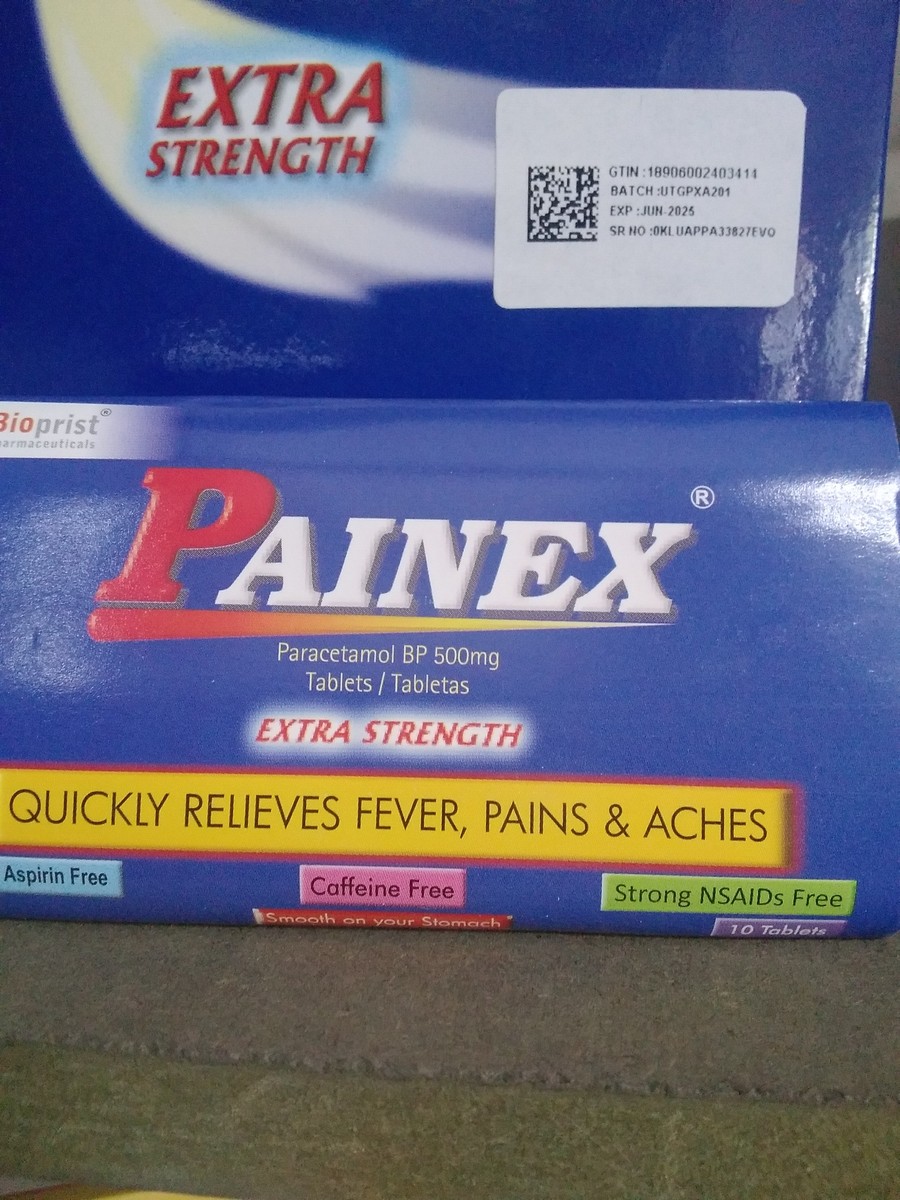 EXTRA
STRENGTH
GTIN :18906002403411
BATCH :UTGPXA201
EXP :JUN-2025
SR NO :0KLUAPPA33827EVO
Bioprist®
PAINEX®
Paracetamol BP 500mg
Tablets / Tabletas
EXTRA STRENGTH
QUICKLY RELIEVES FEVER, PAINS & ACHES
Aspirin Free
Caffeine Free
Strong NSAIDs Free
Smooth on your Stomach
10 Tablets